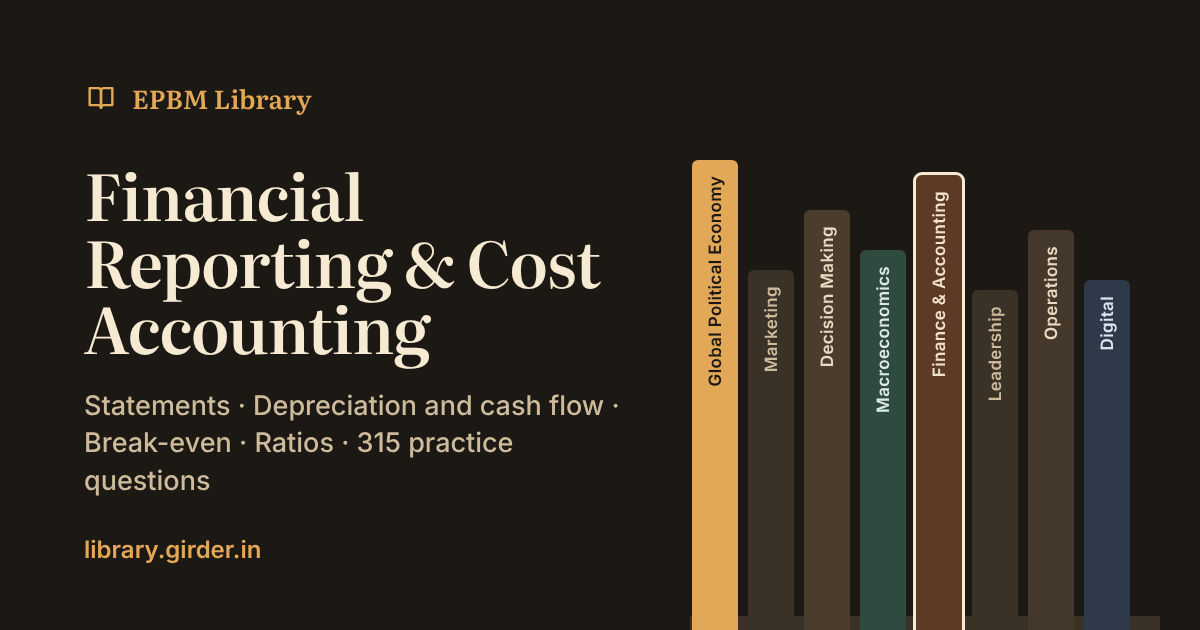 EPBM Library
Financial
Reporting & Cost
Accounting
Statements · Depreciation and cash flow ·
Break-even · Ratios · 315 practice
questions
library.girder.in
Global Political Economy
Marketing
Decision Making
Macroeconomics
Finance & Accounting
Leadership
Operations
Digital